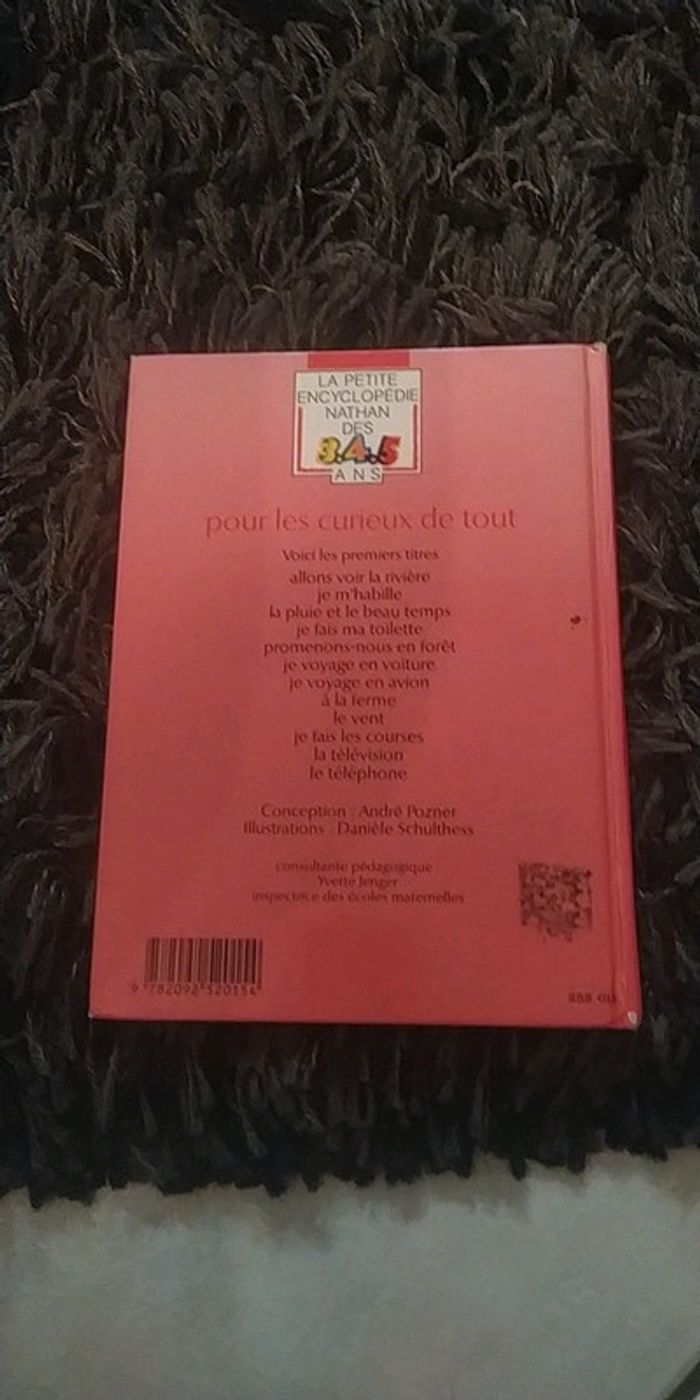 LA PETITE
ENCYCLOPÉDIE
NATHAN
DES
3.4.5
ANS
pour les curieux de tout
Voici les premiers titres
allons voir la rivière
je m'habille
la pluie et le beau temps
je fais ma toilette
promenons-nous en forêt
je voyage en voiture
je voyage en avion
à la ferme
le vent
je fais les courses
la télévision
le téléphone
Conception : André Pozner
Illustrations : Danièle Schulthess
consultante pédagogique
Yvette Jenger
inspectrice des écoles maternelles
9 782092 520154